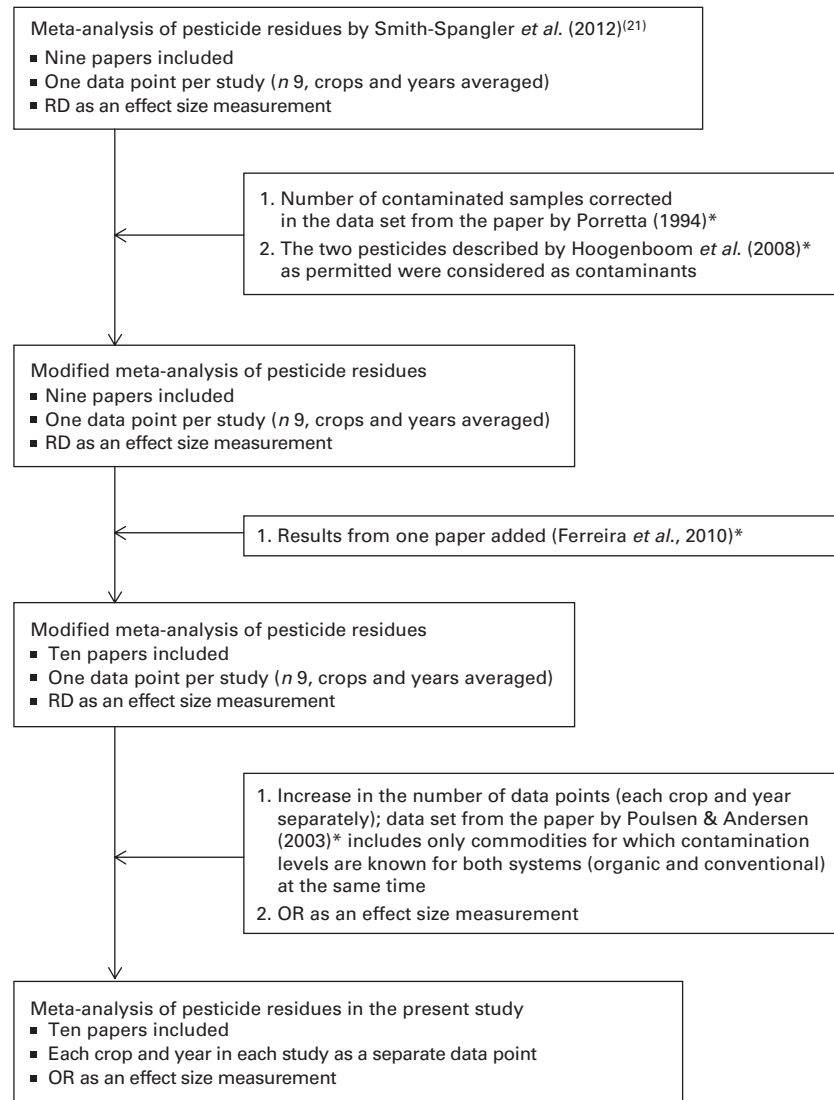 Meta-analysis of pesticide residues by Smith-Spangler et al. (2012)(21)
▪ Nine papers included
▪ One data point per study (n 9, crops and years averaged)
▪ RD as an effect size measurement
1. Number of contaminated samples corrected
in the data set from the paper by Porretta (1994)*
2. The two pesticides described by Hoogenboom et al. (2008)*
as permitted were considered as contaminants
Modified meta-analysis of pesticide residues
▪ Nine papers included
▪ One data point per study (n 9, crops and years averaged)
▪ RD as an effect size measurement
1. Results from one paper added (Ferreira et al., 2010)*
Modified meta-analysis of pesticide residues
▪ Ten papers included
▪ One data point per study (n 9, crops and years averaged)
▪ RD as an effect size measurement
1. Increase in the number of data points (each crop and year
separately); data set from the paper by Poulsen & Andersen
(2003)* includes only commodities for which contamination
levels are known for both systems (organic and conventional)
at the same time
2. OR as an effect size measurement
Meta-analysis of pesticide residues in the present study
▪ Ten papers included
▪ Each crop and year in each study as a separate data point
▪ OR as an effect size measurement